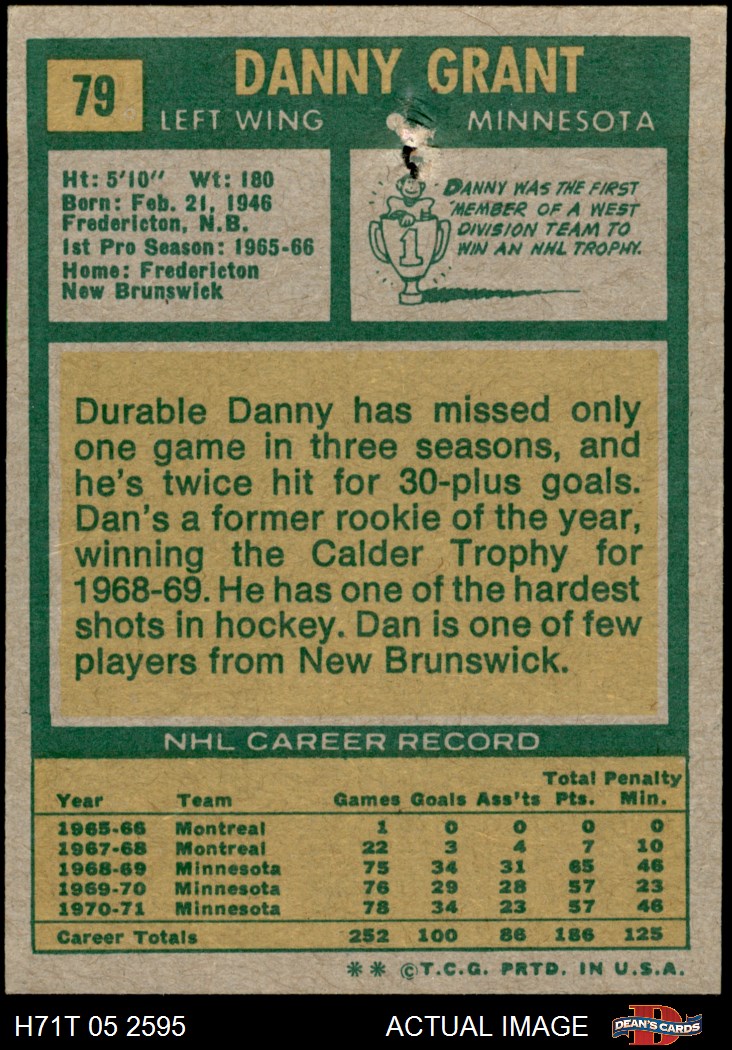 79
DANNY GRANT
LEFT WING
MINNESOTA
Ht: 5'10" Wt: 180
Born: Feb. 21, 1946
Fredericton, N.B.
1st Pro Season: 1965-66
Home: Fredericton
New Brunswick
DANNY WAS THE FIRST
MEMBER OF A WEST
DIVISION TEAM TO
WIN AN NHL TROPHY.
1
Durable Danny has missed only
one game in three seasons, and
he's twice hit for 30-plus goals.
Dan's a former rookie of the year,
winning the Calder Trophy for
1968-69. He has one of the hardest
shots in hockey. Dan is one of few
players from New Brunswick.
NHL CAREER RECORD
Total Penalty
Year Team Games Goals Ass'ts Pts. Min.
1965-66 Montreal 1 0 0 0 0
1967-68 Montreal 22 3 4 7 10
1968-69 Minnesota 75 34 31 65 46
1969-70 Minnesota 76 29 28 57 23
1970-71 Minnesota 78 34 23 57 46
Career Totals 252 100 86 186 125
** ©T.C.G. PRTD. IN U.S.A.
H71T 05 2595
ACTUAL IMAGE
D
DEAN'S CARDS